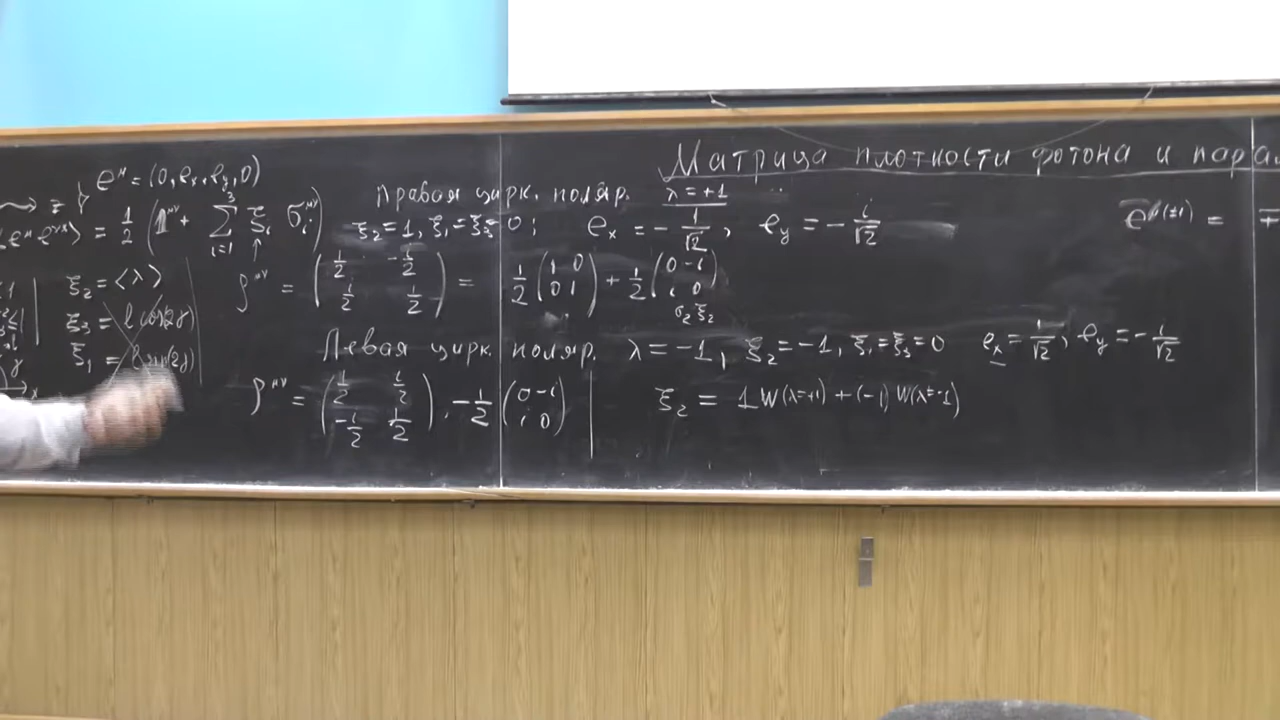 Матрица плотности фотона и пара
e^μ = (0, e_x, e_y, 0)
⟨e^μ e^{ν*}⟩ = 1/2 (1^{μν} + Σ_{i=1}^{3} ξ_i σ_i^{μν})
ξ_2 = ⟨λ⟩
ξ_3 = l cos(2γ)
ξ_1 = l sin(2γ)
Правая цирк. поляр. λ = +1
ξ_2 = 1, ξ_1 = ξ_3 = 0; e_x = - 1/√2, e_y = - i/√2
e^{μ(±1)} =
ρ^{μν} = (1/2 -i/2; i/2 1/2) = 1/2 (1 0; 0 1) + 1/2 (0 -i; i 0)
σ_2 ξ_2
Левая цирк. поляр. λ = -1, ξ_2 = -1, ξ_1 = ξ_3 = 0 e_x = 1/√2, e_y = - i/√2
ρ^{μν} = (1/2 i/2; -i/2 1/2), - 1/2 (0 -i; i 0)
ξ_2 = 1 W(λ=+1) + (-1) W(λ=-1)